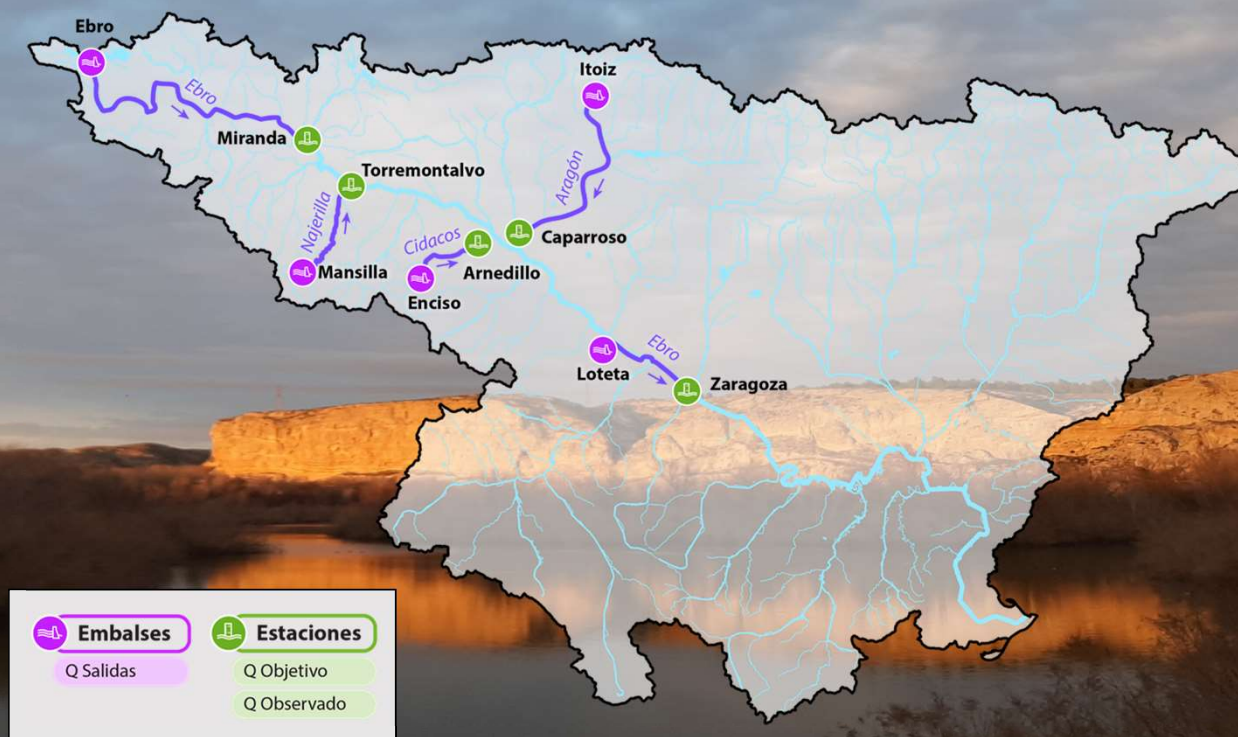 Ebro
Itoiz
Ebro
Miranda
Torremontalvo
Aragón
Najerilla
Cidacos
Caparroso
Mansilla
Arnedillo
Enciso
Ebro
Loteta
Zaragoza
Embalses
Estaciones
Q Salidas
Q Objetivo
Q Observado